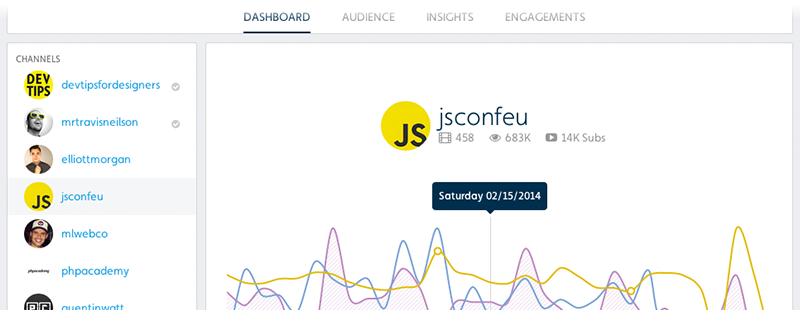 DASHBOARD AUDIENCE INSIGHTS ENGAGEMENTS
CHANNELS
DEV
TIPS
devtipsfordesigners
mrtravisneilson
elliottmorgan
JS
jsconfeu
mlwebco
phpacademy
phpacademy
quentinwatt
JS
jsconfeu
458 683K 14K Subs
Saturday 02/15/2014